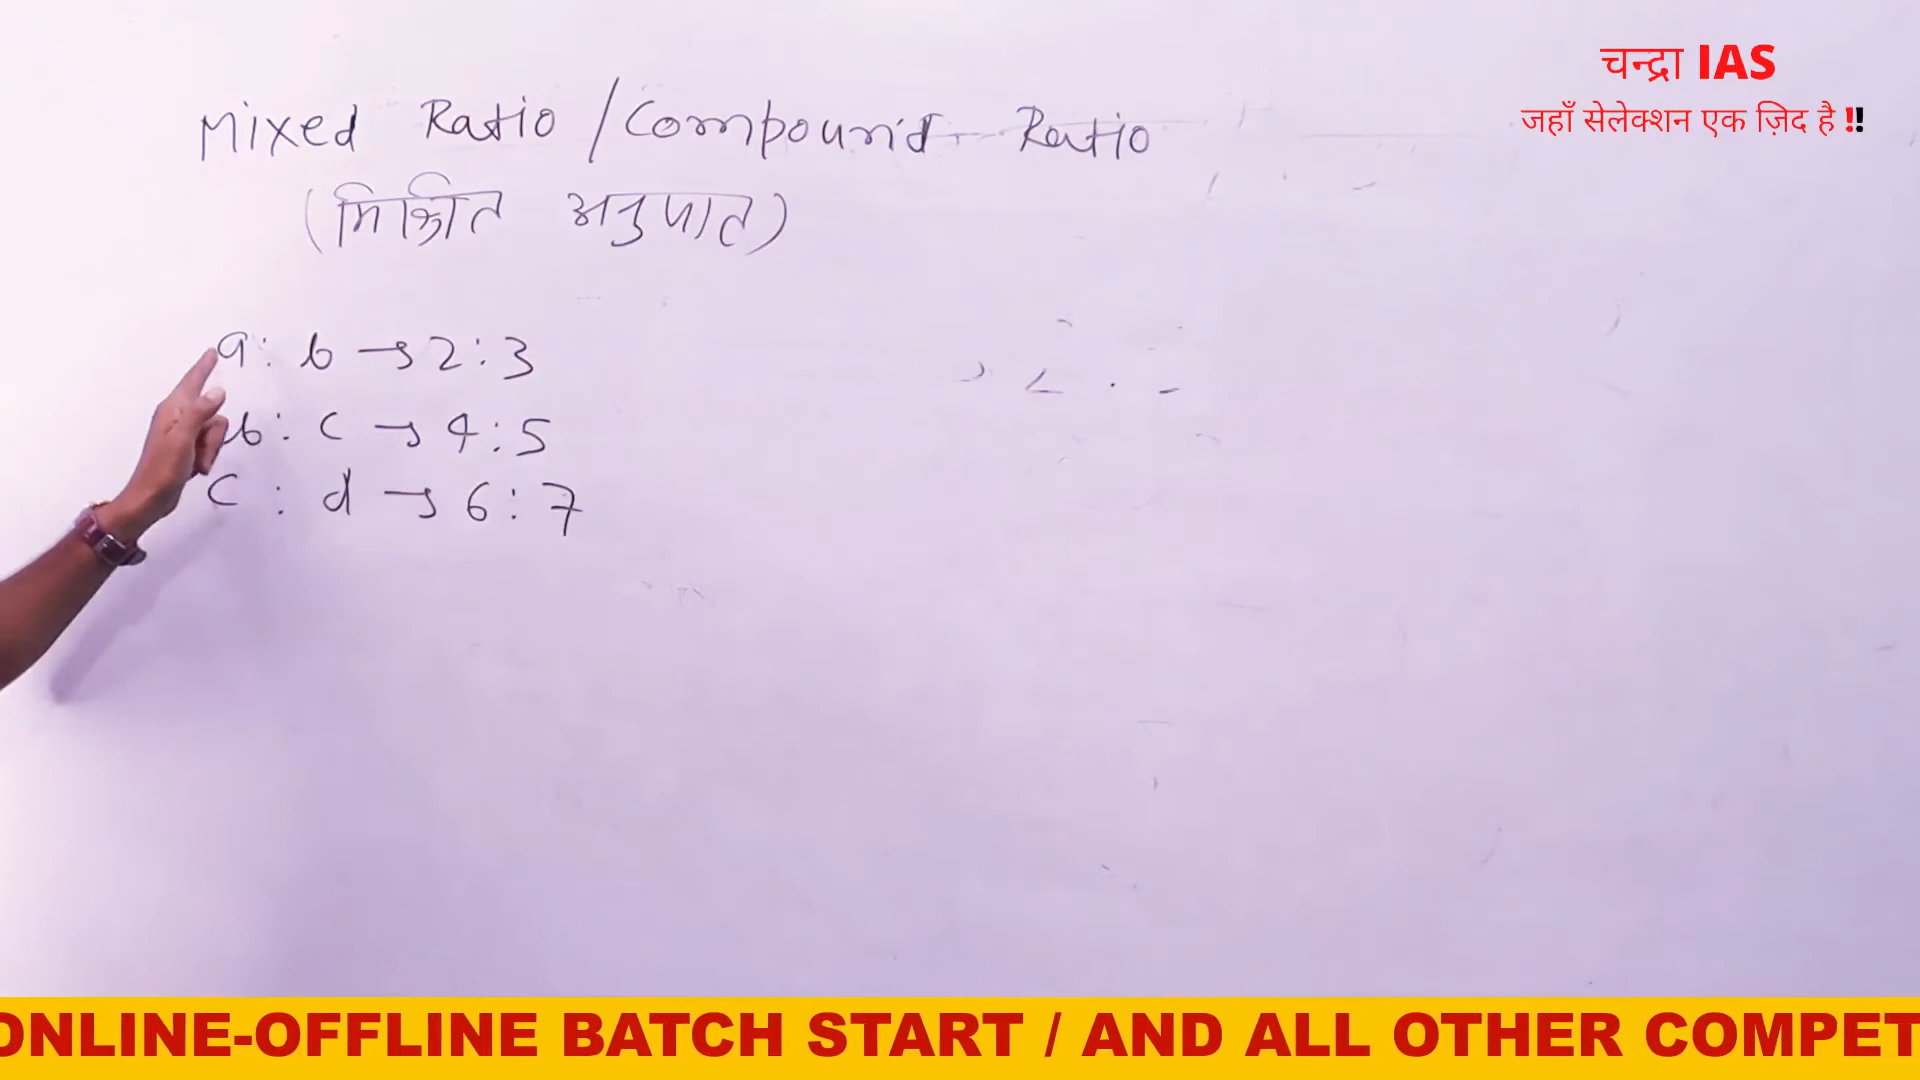 चन्द्रा IAS
जहाँ सेलेक्शन एक ज़िद है !!
Mixed Ratio / Compound Ratio
(मिश्रित अनुपात)
a : b → 2 : 3
b : c → 4 : 5
c : d → 6 : 7
ONLINE-OFFLINE BATCH START / AND ALL OTHER COMPET